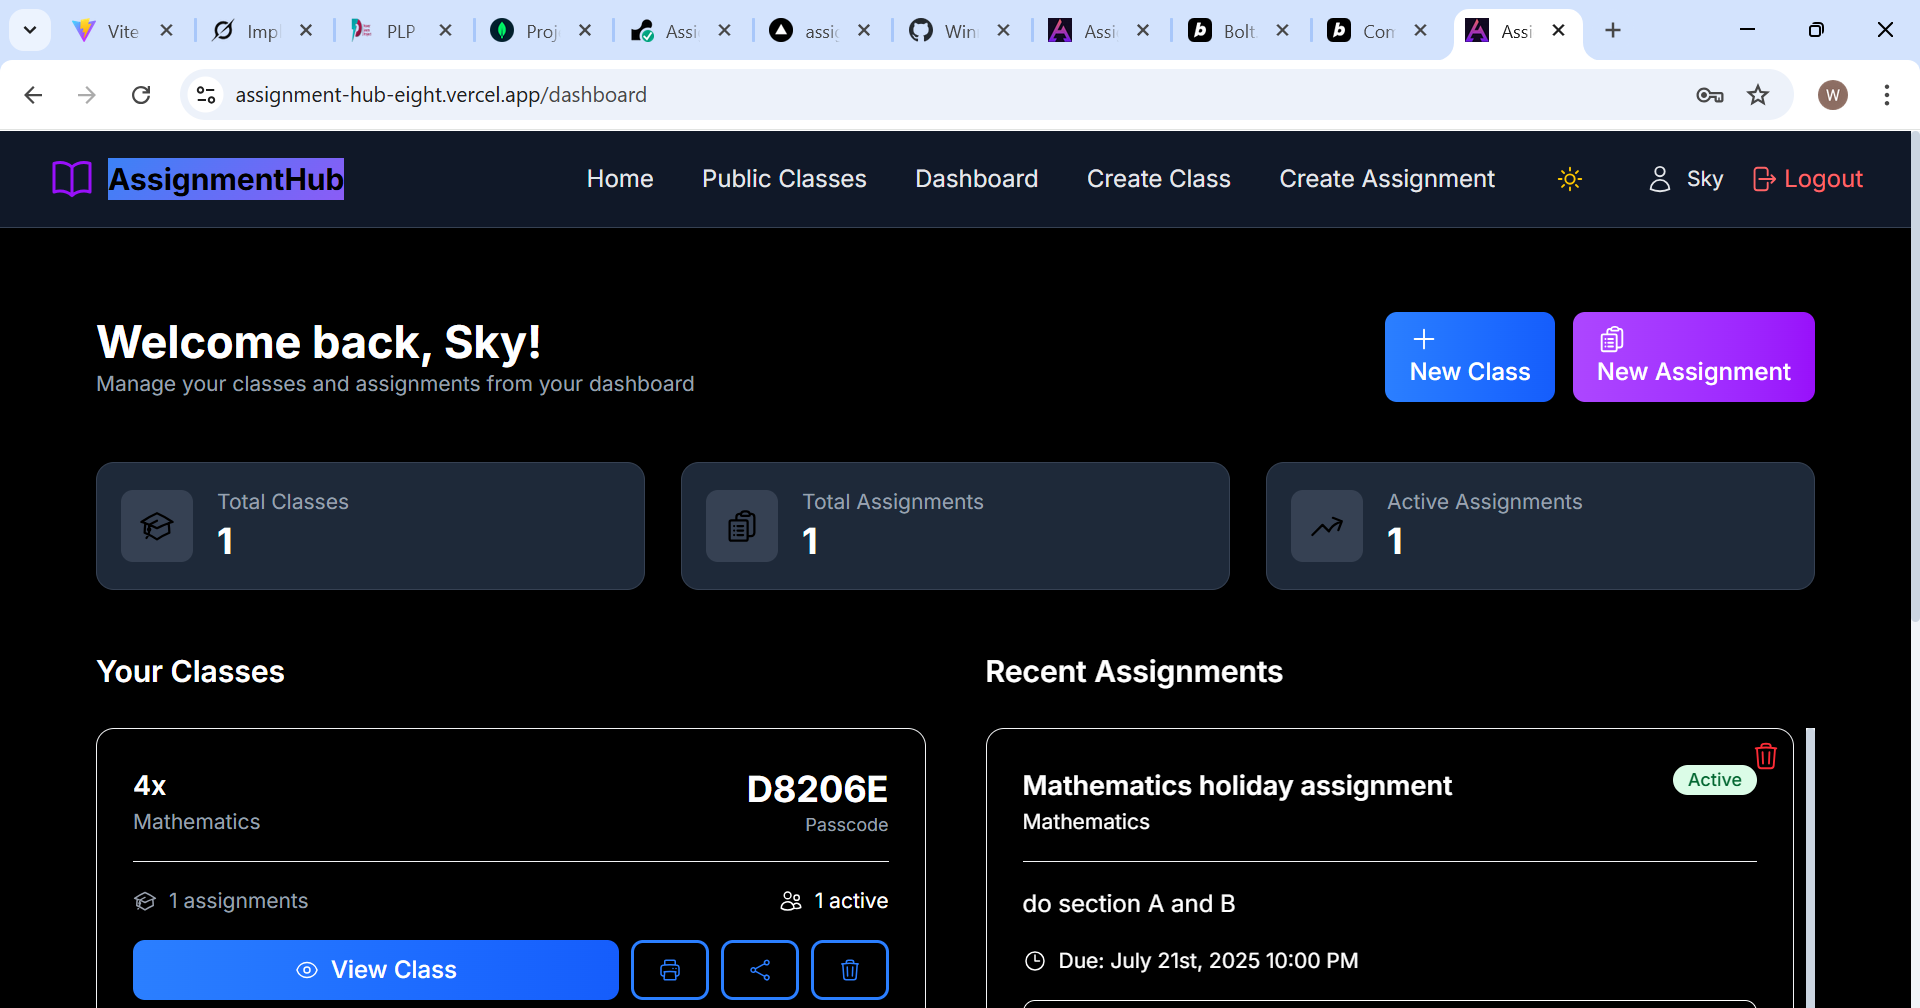 Vite
Impl
PLP
Proj
Assi
assig
Win
Assi
Bolt
Con
Assi
assignment-hub-eight.vercel.app/dashboard
W
AssignmentHub
Home
Public Classes
Dashboard
Create Class
Create Assignment
Sky
Logout
Welcome back, Sky!
Manage your classes and assignments from your dashboard
New Class
New Assignment
Total Classes
1
Total Assignments
1
Active Assignments
1
Your Classes
4x
Mathematics
D8206E
Passcode
1 assignments
1 active
View Class
Recent Assignments
Mathematics holiday assignment
Active
Mathematics
do section A and B
Due: July 21st, 2025 10:00 PM